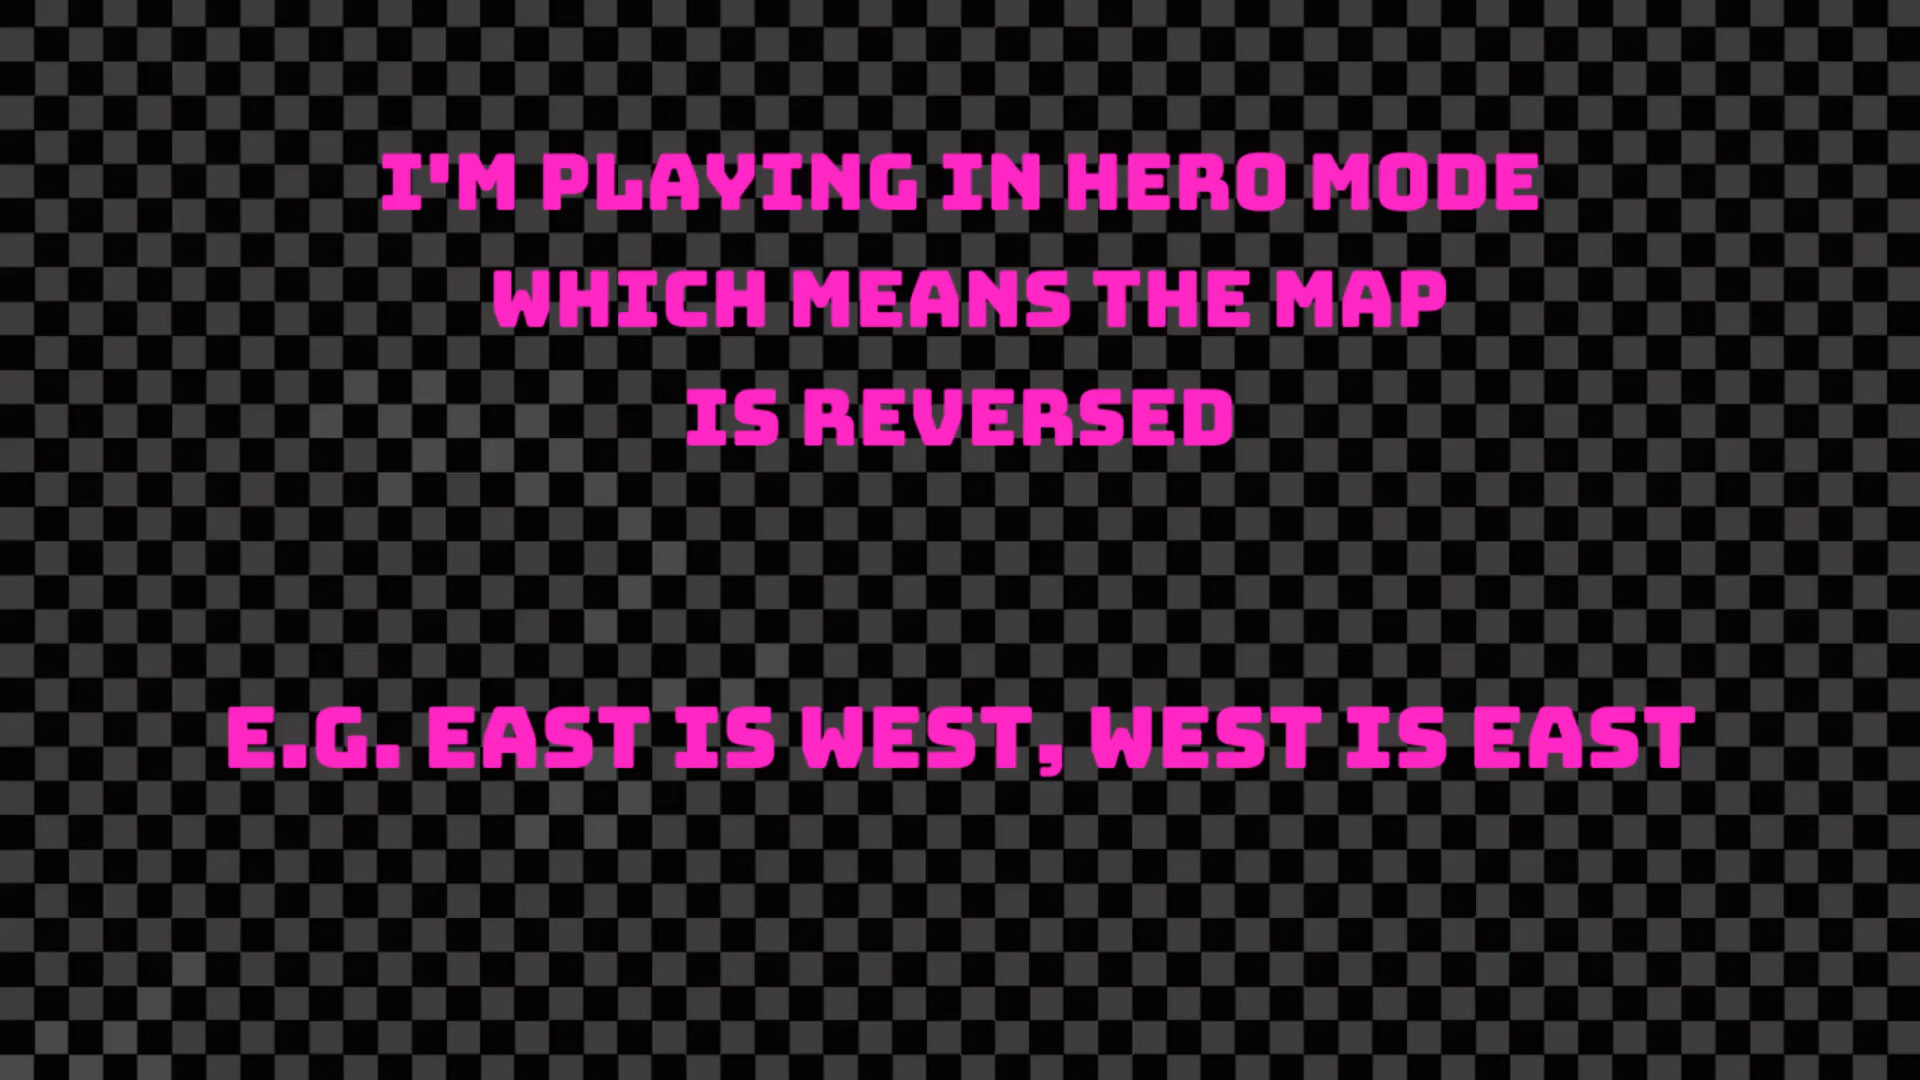 I'M PLAYING IN HERO MODE
WHICH MEANS THE MAP
IS REVERSED
E.G. EAST IS WEST, WEST IS EAST